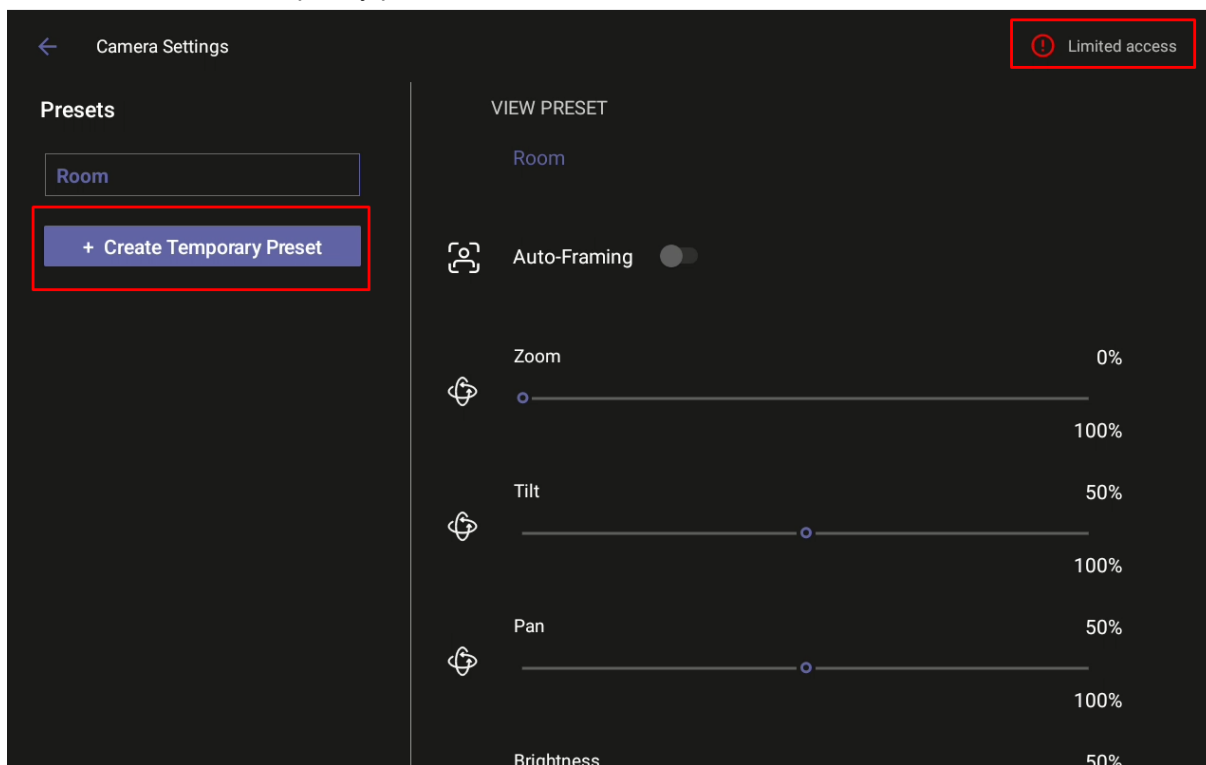 Camera Settings
Limited access
Presets
Room
+ Create Temporary Preset
VIEW PRESET
Room
Auto-Framing
Zoom 0%
100%
Tilt 50%
100%
Pan 50%
100%
Brightness 50%